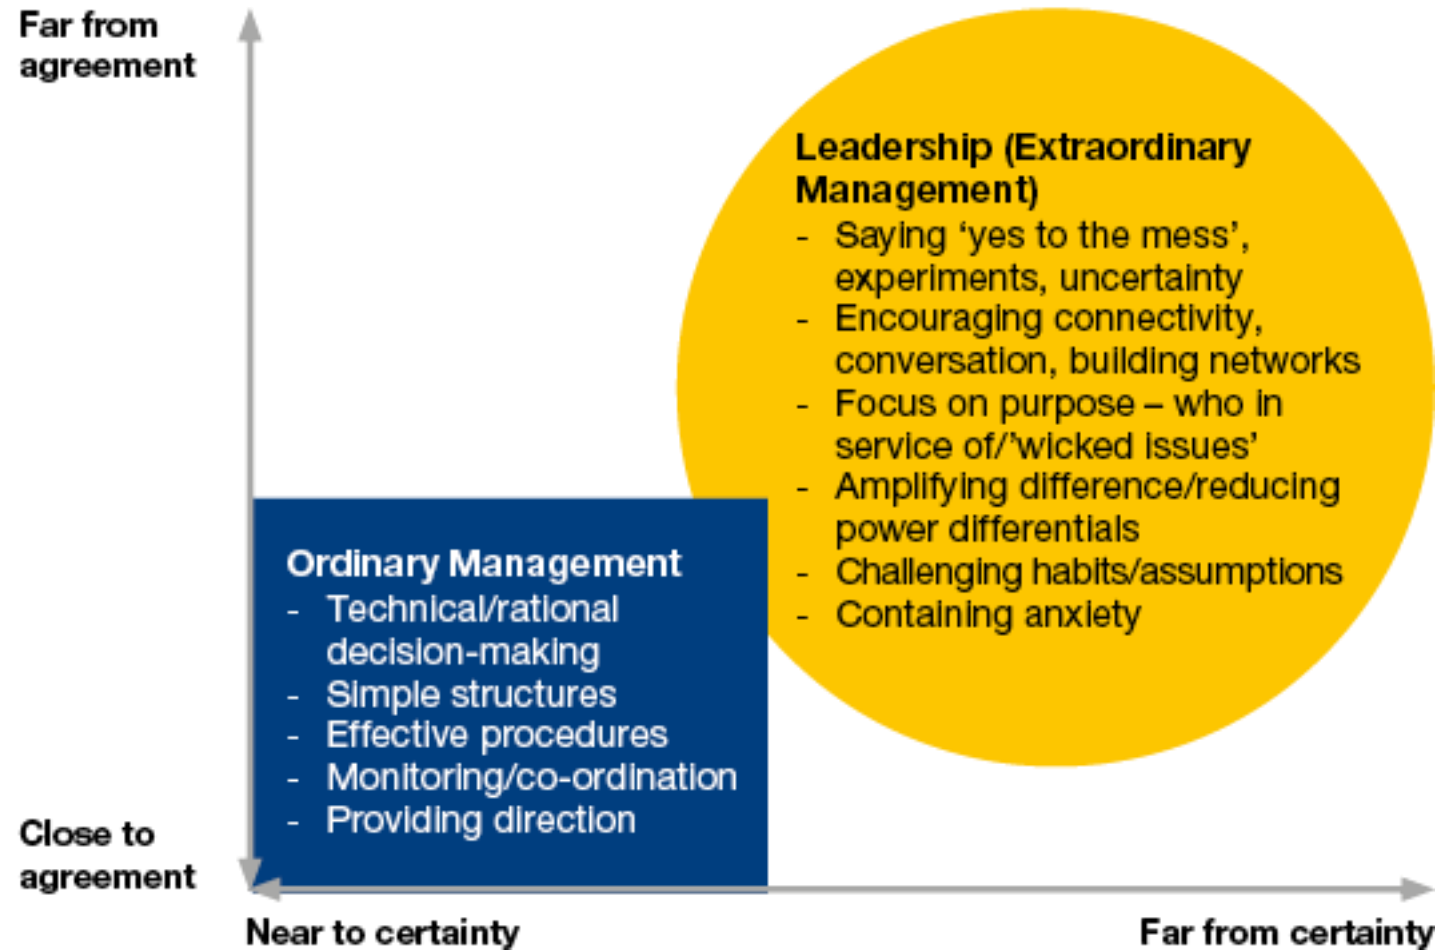 Far from
agreement
Leadership (Extraordinary
Management)
- Saying ‘yes to the mess’,
experiments, uncertainty
- Encouraging connectivity,
conversation, building networks
- Focus on purpose – who in
service of/’wicked issues’
- Amplifying difference/reducing
power differentials
- Challenging habits/assumptions
- Containing anxiety
Ordinary Management
- Technical/rational
decision-making
- Simple structures
- Effective procedures
- Monitoring/co-ordination
- Providing direction
Close to
agreement
Near to certainty
Far from certainty